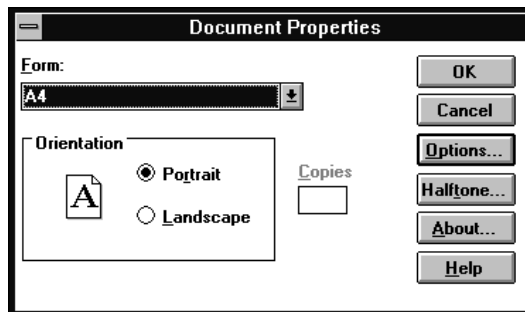 Document Properties
Form:
A4
Orientation
A
Portrait
Landscape
Copies
OK
Cancel
Options...
Halftone...
About...
Help